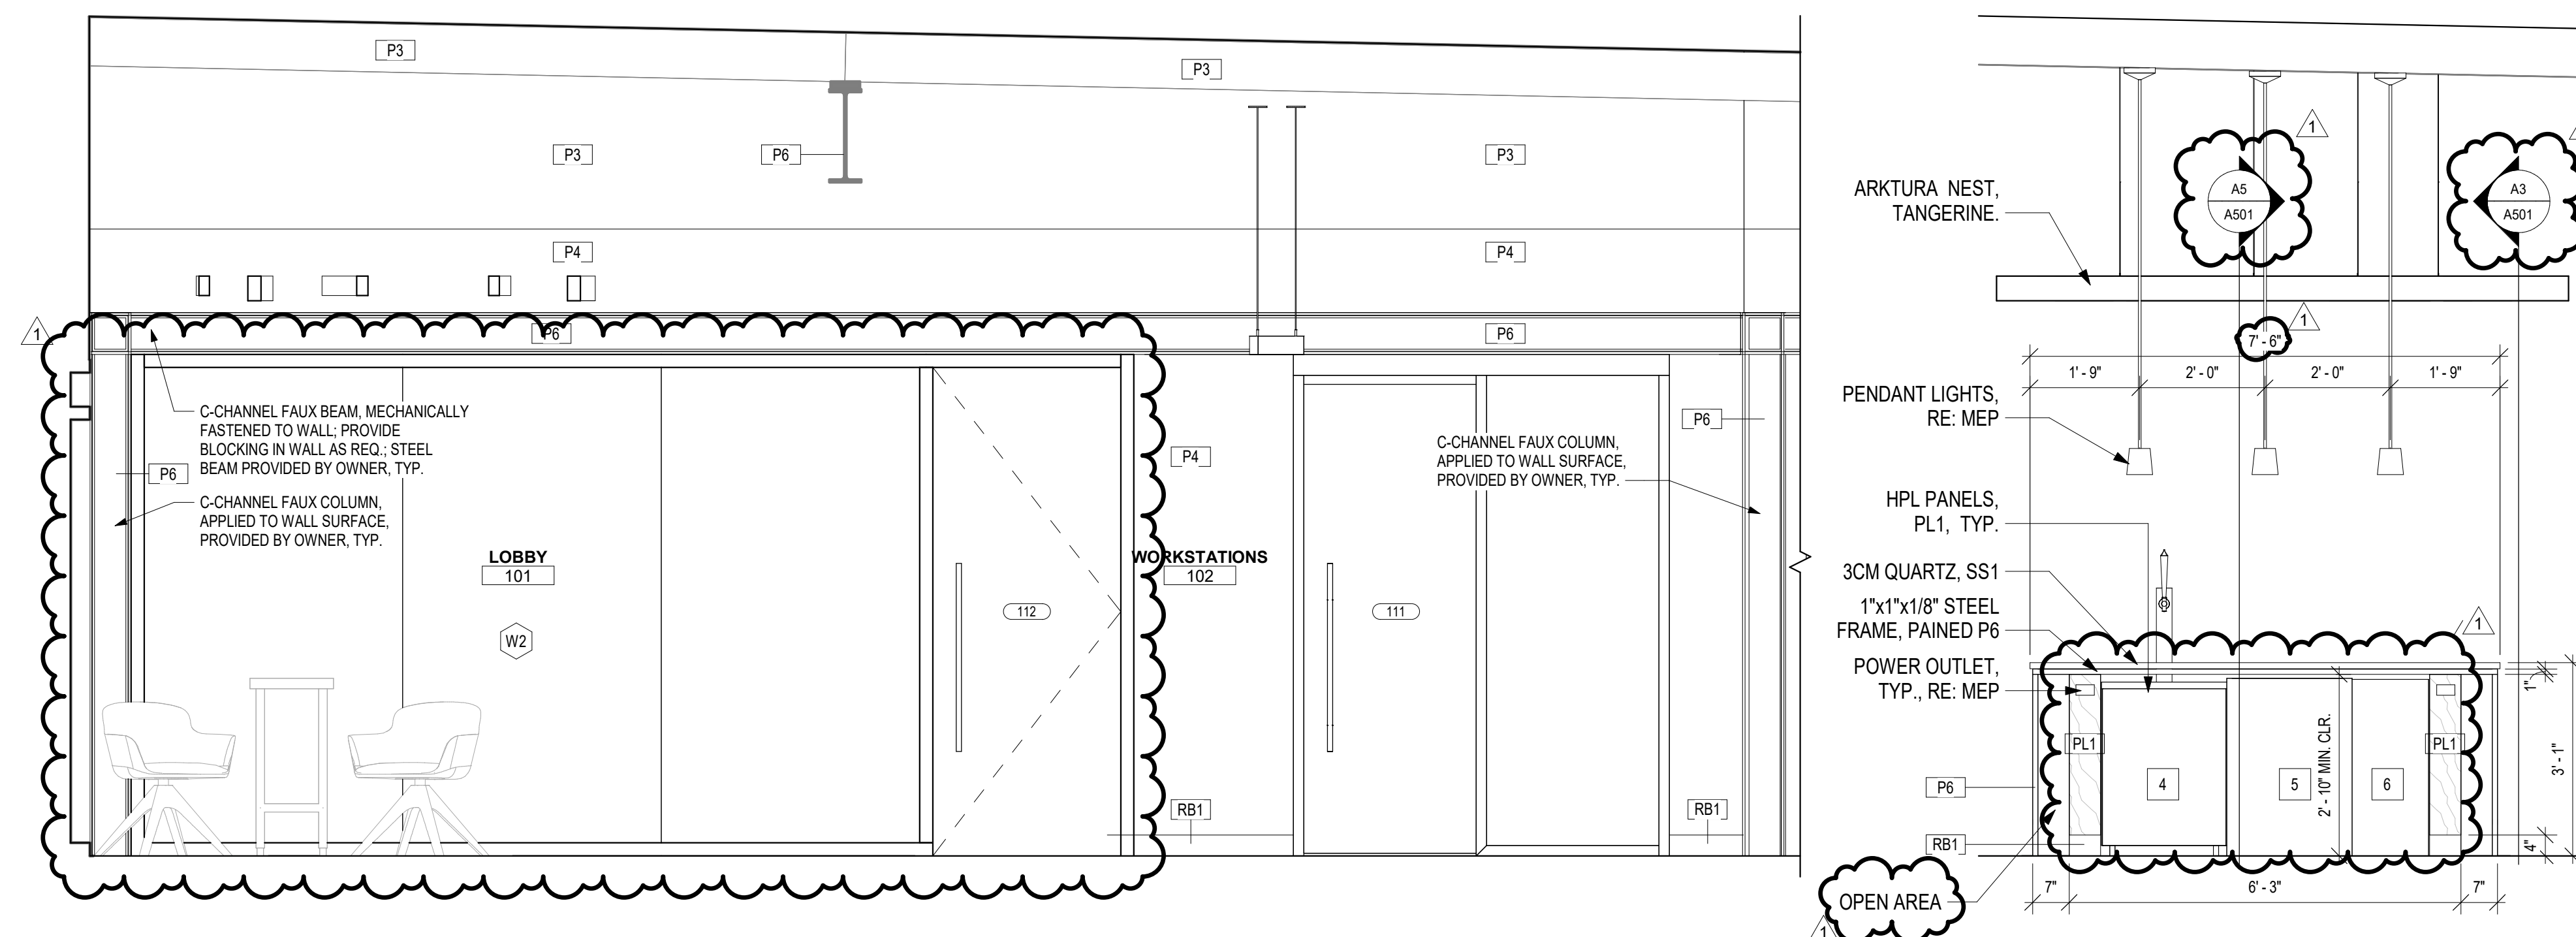 P3
P3
P3
P6
P3
P4
P4
1
P6
P6
C-CHANNEL FAUX BEAM, MECHANICALLY
FASTENED TO WALL; PROVIDE
BLOCKING IN WALL AS REQ.; STEEL
BEAM PROVIDED BY OWNER, TYP.
P6
C-CHANNEL FAUX COLUMN,
APPLIED TO WALL SURFACE,
PROVIDED BY OWNER, TYP.
LOBBY
101
W2
112
P4
WORKSTATIONS
102
RB1
111
C-CHANNEL FAUX COLUMN,
APPLIED TO WALL SURFACE,
PROVIDED BY OWNER, TYP.
P6
RB1
1
A5
A501
A3
A501
ARKTURA NEST,
TANGERINE.
1
7' - 6"
1' - 9"
2' - 0"
2' - 0"
1' - 9"
PENDANT LIGHTS,
RE: MEP
HPL PANELS,
PL1, TYP.
3CM QUARTZ, SS1
1"x1"x1/8" STEEL
FRAME, PAINED P6
POWER OUTLET,
TYP., RE: MEP
1
PL1
PL1
4
5
6
2' - 10" MIN. CLR.
1"
3' - 1"
4"
P6
RB1
7"
6' - 3"
7"
OPEN AREA
1